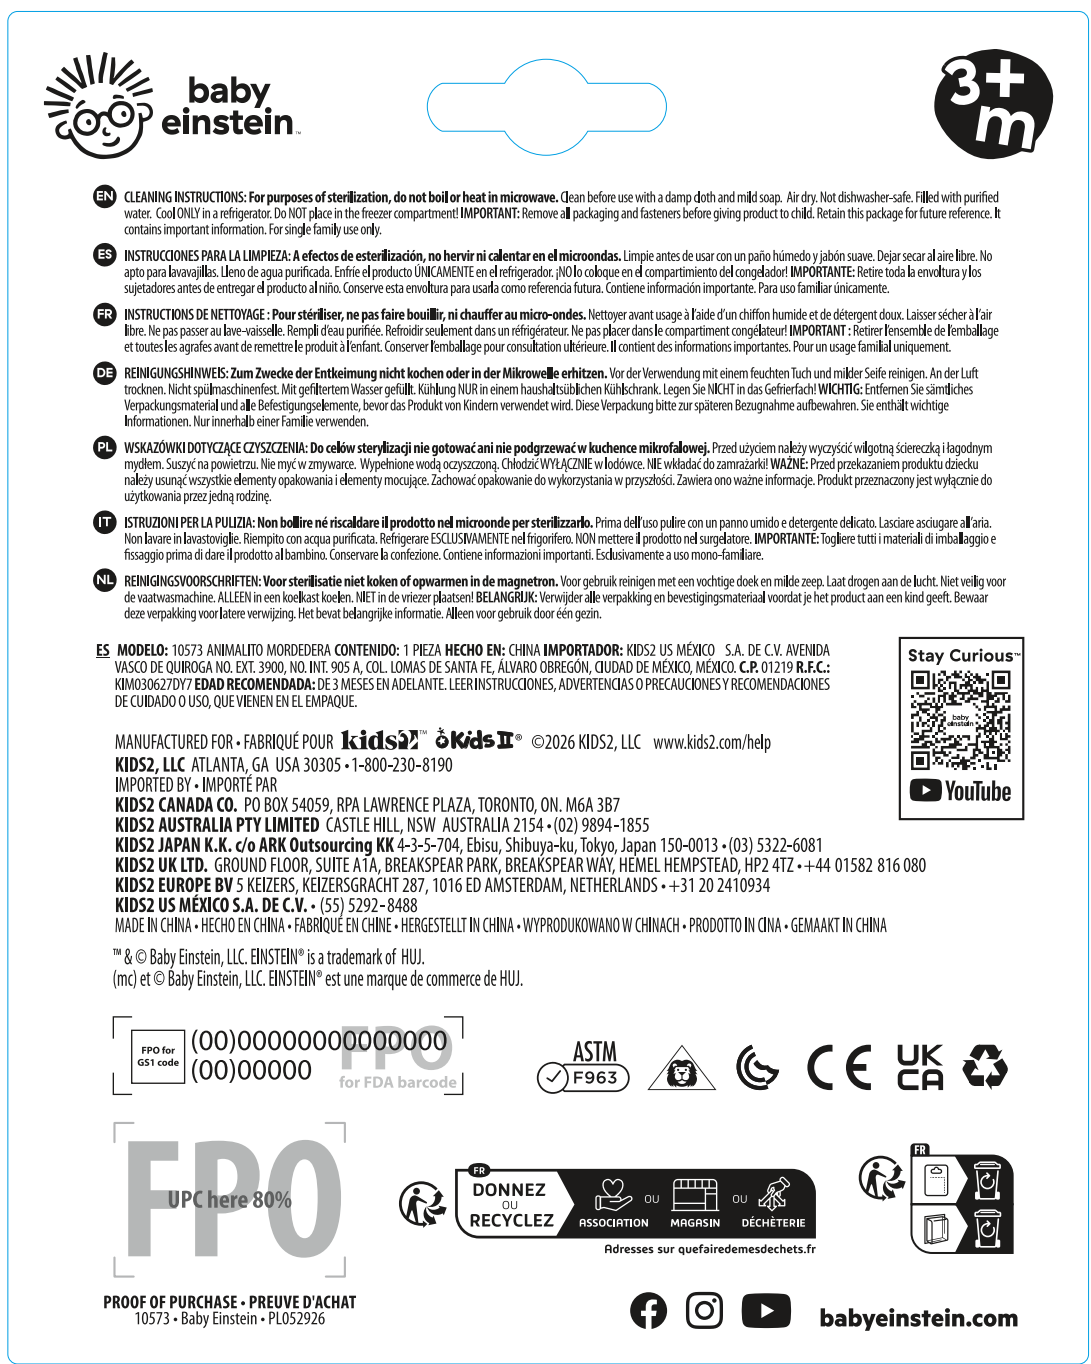 baby
einstein™
3+
m
EN CLEANING INSTRUCTIONS: For purposes of sterilization, do not boil or heat in microwave. Clean before use with a damp cloth and mild soap. Air dry. Not dishwasher-safe. Filled with purified
water. Cool ONLY in a refrigerator. Do NOT place in the freezer compartment! IMPORTANT: Remove all packaging and fasteners before giving product to child. Retain this package for future reference. It
contains important information. For single family use only.
ES INSTRUCCIONES PARA LA LIMPIEZA: A efectos de esterilización, no hervir ni calentar en el microondas. Limpie antes de usar con un paño húmedo y jabón suave. Dejar secar al aire libre. No
apto para lavavajillas. Lleno de agua purificada. Enfríe el producto ÚNICAMENTE en el refrigerador. ¡NO lo coloque en el compartimiento del congelador! IMPORTANTE: Retire toda la envoltura y los
sujetadores antes de entregar el producto al niño. Conserve esta envoltura para usarla como referencia futura. Contiene información importante. Para uso familiar únicamente.
FR INSTRUCTIONS DE NETTOYAGE : Pour stériliser, ne pas faire bouillir, ni chauffer au micro-ondes. Nettoyer avant usage à l'aide d'un chiffon humide et de détergent doux. Laisser sécher à l'air
libre. Ne pas passer au lave-vaisselle. Rempli d'eau purifiée. Refroidir seulement dans un réfrigérateur. Ne pas placer dans le compartiment congélateur! IMPORTANT : Retirer l'ensemble de l'emballage
et toutes les agrafes avant de remettre le produit à l'enfant. Conserver l'emballage pour consultation ultérieure. Il contient des informations importantes. Pour un usage familial uniquement.
DE REINIGUNGSHINWEIS: Zum Zwecke der Entkeimung nicht kochen oder in der Mikrowelle erhitzen. Vor der Verwendung mit einem feuchten Tuch und milder Seife reinigen. An der Luft
trocknen. Nicht spülmaschinenfest. Mit gefiltertem Wasser gefüllt. Kühlung NUR in einem haushaltsüblichen Kühlschrank. Legen Sie NICHT in das Gefrierfach! WICHTIG: Entfernen Sie sämtliches
Verpackungsmaterial und alle Befestigungselemente, bevor das Produkt von Kindern verwendet wird. Diese Verpackung bitte zur späteren Bezugnahme aufbewahren. Sie enthält wichtige
Informationen. Nur innerhalb einer Familie verwenden.
PL WSKAZÓWKI DOTYCZĄCE CZYSZCZENIA: Do celów sterylizacji nie gotować ani nie podgrzewać w kuchence mikrofalowej. Przed użyciem należy wyczyścić wilgotną ściereczką i łagodnym
mydłem. Suszyć na powietrzu. Nie myć w zmywarce. Wypełnione wodą oczyszczoną. Chłodzić WYŁĄCZNIE w lodówce. NIE wkładać do zamrażarki! WAŻNE: Przed przekazaniem produktu dziecku
należy usunąć wszystkie elementy opakowania i elementy mocujące. Zachować opakowanie do wykorzystania w przyszłości. Zawiera ono ważne informacje. Produkt przeznaczony jest wyłącznie do
użytkowania przez jedną rodzinę.
IT ISTRUZIONI PER LA PULIZIA: Non bollire né riscaldare il prodotto nel microonde per sterilizzarlo. Prima dell'uso pulire con un panno umido e detergente delicato. Lasciare asciugare all'aria.
Non lavare in lavastoviglie. Riempito con acqua purificata. Refrigerare ESCLUSIVAMENTE nel frigorifero. NON mettere il prodotto nel surgelatore. IMPORTANTE: Togliere tutti i materiali di imballaggio e
fissaggio prima di dare il prodotto al bambino. Conservare la confezione. Contiene informazioni importanti. Esclusivamente a uso mono-familiare.
NL REINIGINGSVOORSCHRIFTEN: Voor sterilisatie niet koken of opwarmen in de magnetron. Voor gebruik reinigen met een vochtige doek en milde zeep. Laat drogen aan de lucht. Niet veilig voor
de vaatwasmachine. ALLEEN in een koelkast koelen. NIET in de vriezer plaatsen! BELANGRIJK: Verwijder alle verpakking en bevestigingsmateriaal voordat je het product aan een kind geeft. Bewaar
deze verpakking voor latere verwijzing. Het bevat belangrijke informatie. Alleen voor gebruik door één gezin.
ES MODELO: 10573 ANIMALITO MORDEDERA CONTENIDO: 1 PIEZA HECHO EN: CHINA IMPORTADOR: KIDS2 US MÉXICO S.A. DE C.V. AVENIDA
VASCO DE QUIROGA NO. EXT. 3900, NO. INT. 905 A, COL. LOMAS DE SANTA FE, ÁLVARO OBREGÓN, CIUDAD DE MÉXICO, MÉXICO. C.P. 01219 R.F.C.:
KIM030627DY7 EDAD RECOMENDADA: DE 3 MESES EN ADELANTE. LEER INSTRUCCIONES, ADVERTENCIAS O PRECAUCIONES Y RECOMENDACIONES
DE CUIDADO O USO, QUE VIENEN EN EL EMPAQUE.
Stay Curious™
baby
einstein
YouTube
MANUFACTURED FOR • FABRIQUÉ POUR kids2™ Kids II® ©2026 KIDS2, LLC www.kids2.com/help
KIDS2, LLC ATLANTA, GA USA 30305 • 1-800-230-8190
IMPORTED BY • IMPORTÉ PAR
KIDS2 CANADA CO. PO BOX 54059, RPA LAWRENCE PLAZA, TORONTO, ON. M6A 3B7
KIDS2 AUSTRALIA PTY LIMITED CASTLE HILL, NSW AUSTRALIA 2154 • (02) 9894-1855
KIDS2 JAPAN K.K. c/o ARK Outsourcing KK 4-3-5-704, Ebisu, Shibuya-ku, Tokyo, Japan 150-0013 • (03) 5322-6081
KIDS2 UK LTD. GROUND FLOOR, SUITE A1A, BREAKSPEAR PARK, BREAKSPEAR WAY, HEMEL HEMPSTEAD, HP2 4TZ • +44 01582 816 080
KIDS2 EUROPE BV 5 KEIZERS, KEIZERSGRACHT 287, 1016 ED AMSTERDAM, NETHERLANDS • +31 20 2410934
KIDS2 US MÉXICO S.A. DE C.V. • (55) 5292-8488
MADE IN CHINA • HECHO EN CHINA • FABRIQUÉ EN CHINE • HERGESTELLT IN CHINA • WYPRODUKOWANO W CHINACH • PRODOTTO IN CINA • GEMAAKT IN CHINA
™ & © Baby Einstein, LLC. EINSTEIN® is a trademark of HUJ.
(mc) et © Baby Einstein, LLC. EINSTEIN® est une marque de commerce de HUJ.
FPO for
GS1 code
(00)00000000000000
(00)00000
FPO
for FDA barcode
ASTM
F963
CE
UK
CA
FPO
UPC here 80%
FR
DONNEZ
OU
RECYCLEZ
ASSOCIATION OU MAGASIN OU DÉCHÈTERIE
Adresses sur quefairedemesdechets.fr
FR
PROOF OF PURCHASE • PREUVE D'ACHAT
10573 • Baby Einstein • PL052926
babyeinstein.com